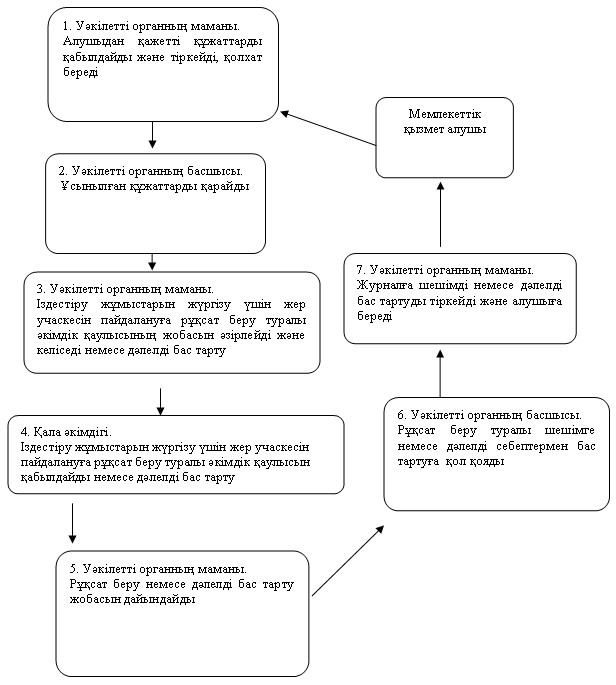 1. Уәкілетті органның маманы.
Алушыдан қажетті құжаттарды
қабылдайды және тіркейді, қолхат
береді
Мемлекеттік
қызмет алушы
2. Уәкілетті органның басшысы.
Ұсынылған құжаттарды қарайды
3. Уәкілетті органның маманы.
Іздестіру жұмыстарын жүргізу үшін жер
учаскесін пайдалануға рұқсат беру туралы
әкімдік қаулысының жобасын әзірлейді және
келіседі немесе дәлелді бас тарту
4. Қала әкімдігі.
Іздестіру жұмыстарын жүргізу үшін жер учаскесін
пайдалануға рұқсат беру туралы әкімдік қаулысын
қабылдайды немесе дәлелді бас тарту
5. Уәкілетті органның маманы.
Рұқсат беру немесе дәлелді бас тарту
жобасын дайындайды
6. Уәкілетті органның басшысы.
Рұқсат беру туралы шешімге
немесе дәлелді себептермен бас
тартуға қол қояды
7. Уәкілетті органның маманы.
Журналға шешімді немесе дәлелді
бас тартуды тіркейді және алушыға
береді